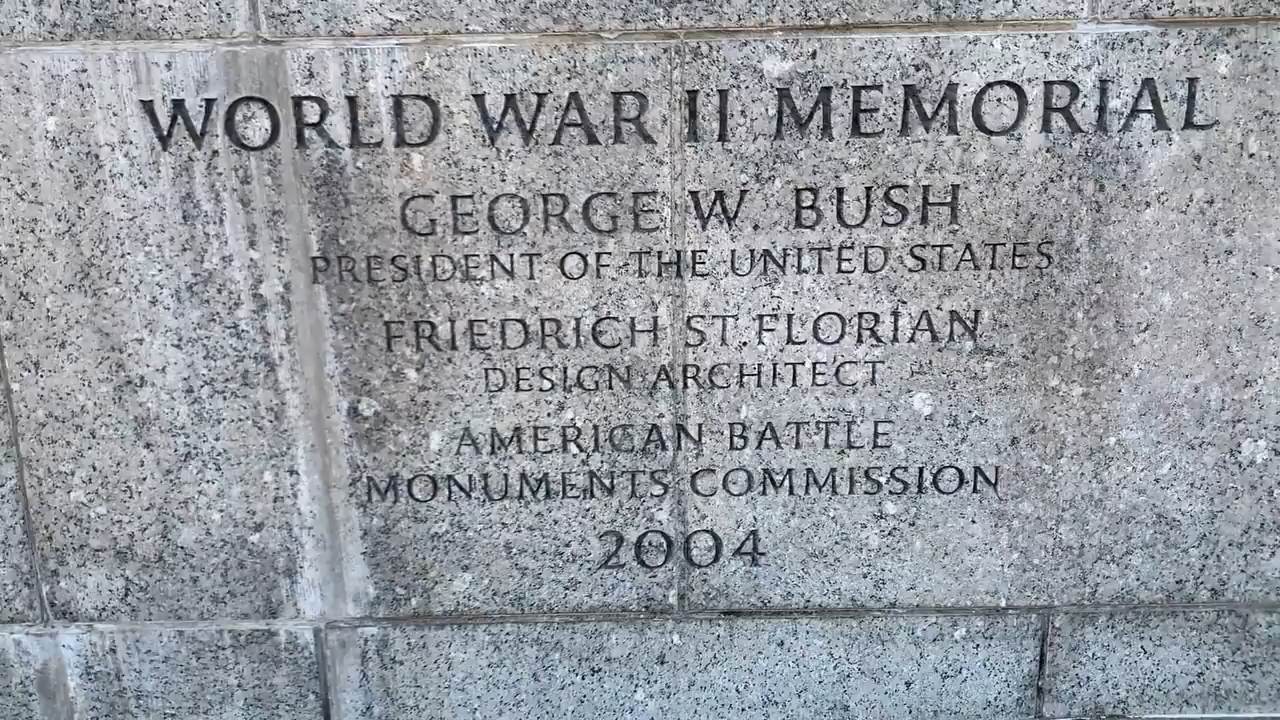 WORLD WAR II MEMORIAL
GEORGE W. BUSH
PRESIDENT OF THE UNITED STATES
FRIEDRICH ST.FLORIAN
DESIGN ARCHITECT
AMERICAN BATTLE
MONUMENTS COMMISSION
2004